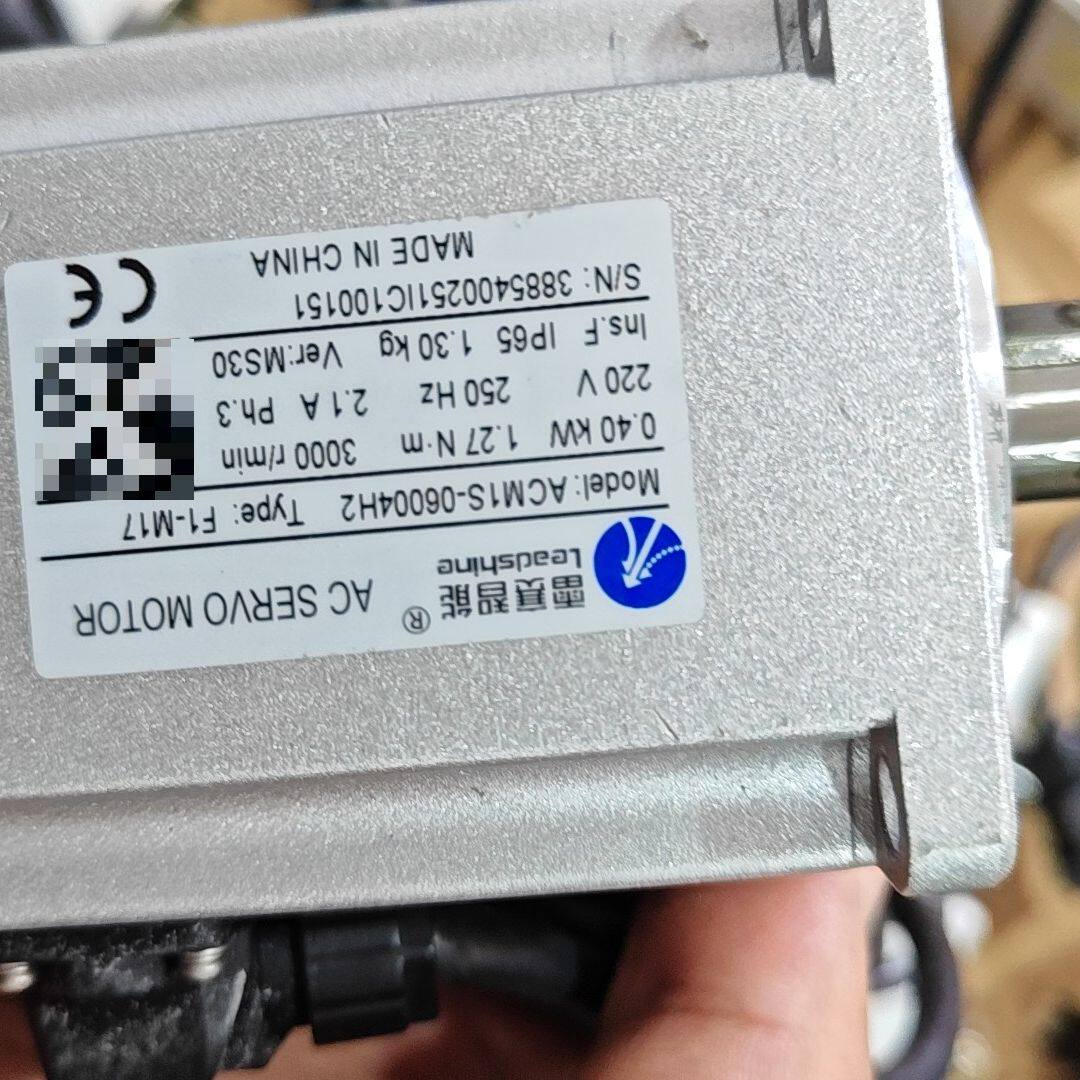 雷赛智能® AC SERVO MOTOR
Leadshine
Model: ACM1S-06004H2 Type: F1-M17
0.40 kW 1.27 N·m 3000 r/min
220 V 250 Hz 2.1 A Ph.3
Ins.F IP65 1.30 kg Ver:MS30
S/N: 3885400251IC100151
MADE IN CHINA CE